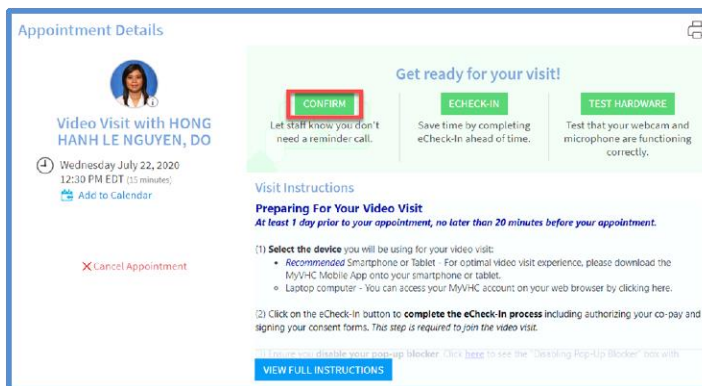 Appointment Details
Video Visit with HONG
HANH LE NGUYEN, DO
Wednesday July 22, 2020
12:30 PM EDT (15 minutes)
Add to Calendar
Cancel Appointment
Get ready for your visit!
CONFIRM
Let staff know you don't
need a reminder call.
ECHECK-IN
Save time by completing
eCheck-In ahead of time.
TEST HARDWARE
Test that your webcam and
microphone are functioning
correctly.
Visit Instructions
Preparing For Your Video Visit
At least 1 day prior to your appointment, no later than 20 minutes before your appointment.
(1) Select the device you will be using for your video visit:
• Recommended Smartphone or Tablet - For optimal video visit experience, please download the
MyVHC Mobile App onto your smartphone or tablet.
• Laptop computer - You can access your MyVHC account on your web browser by clicking here.
(2) Click on the eCheck-In button to complete the eCheck-In process including authorizing your co-pay and
signing your consent forms. This step is required to join the video visit.
(3) Ensure you disable your pop-up blocker. Click here to see the "Disabling Pop-Up Blocker" box with
VIEW FULL INSTRUCTIONS